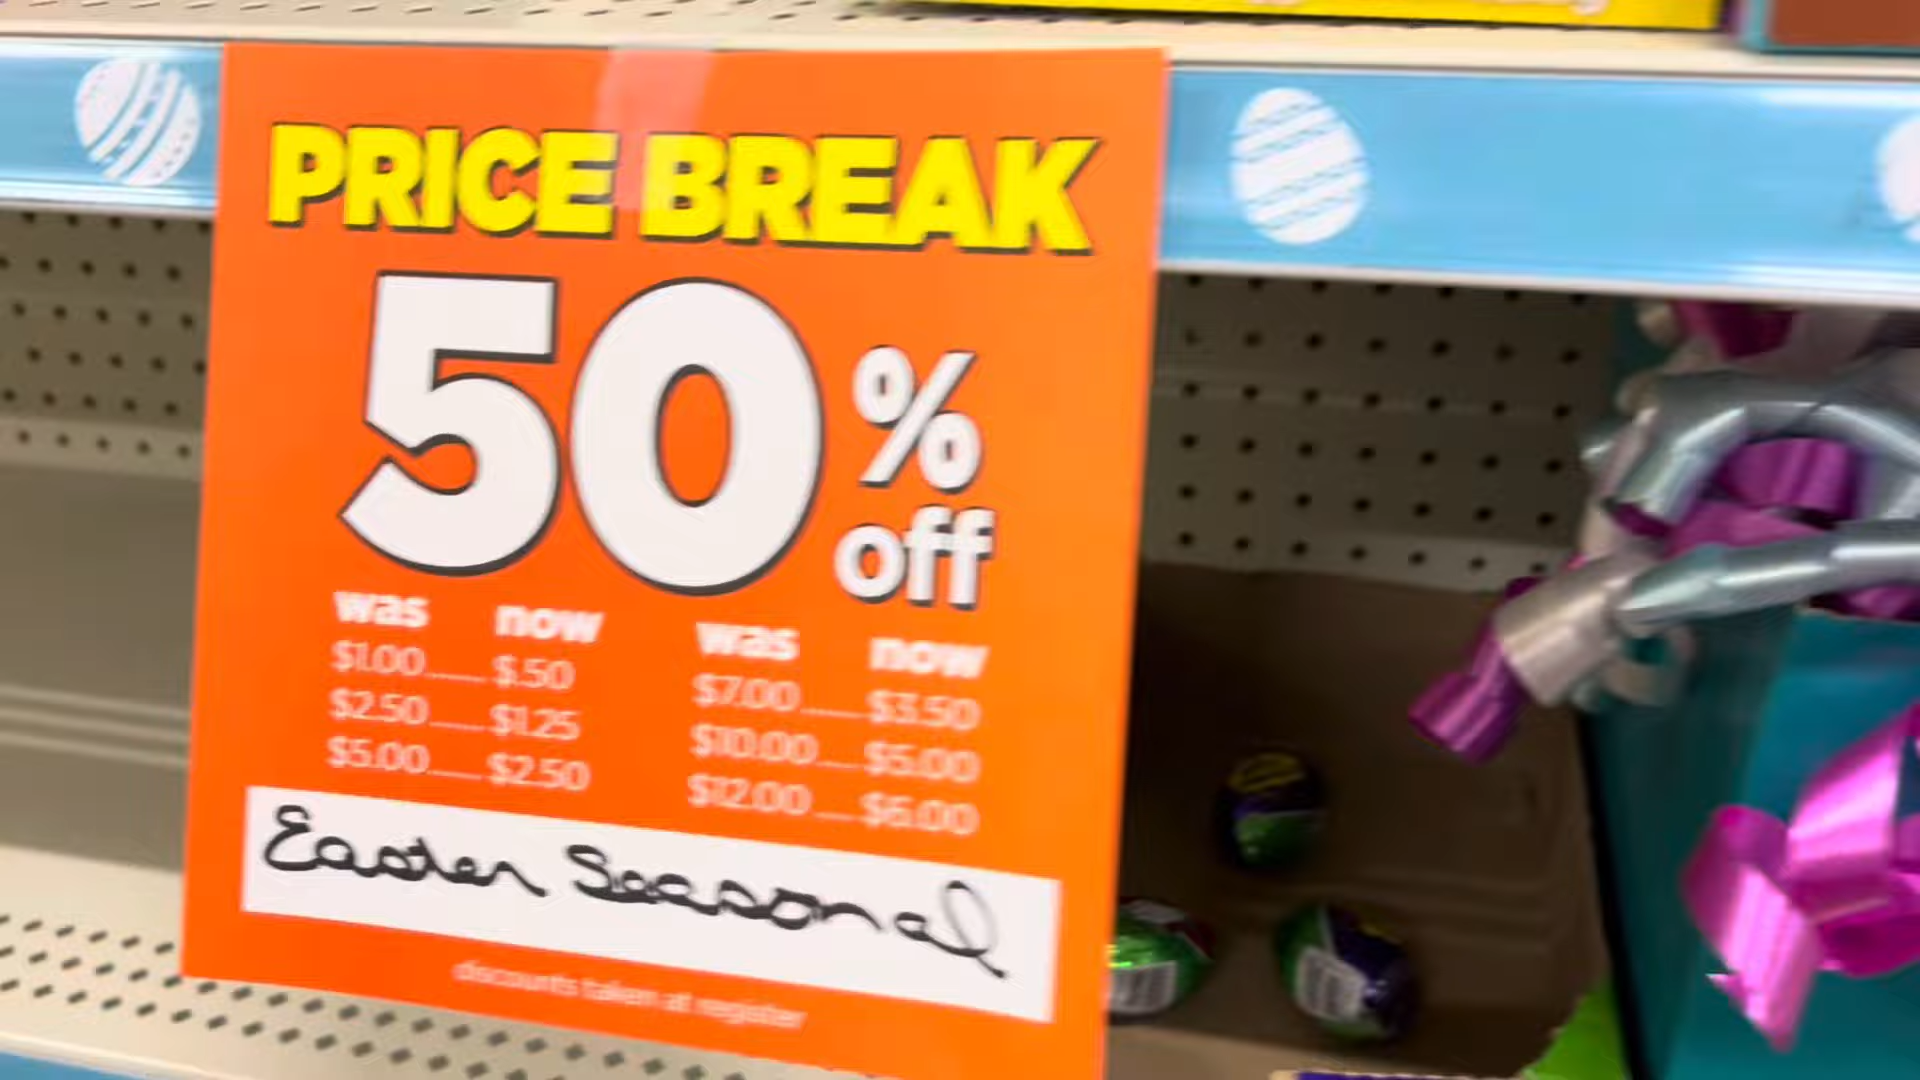 PRICE BREAK
50% off
was now was now
$1.00......$.50 $7.00......$3.50
$2.50......$1.25 $10.00......$5.00
$5.00......$2.50 $12.00......$6.00
Easter Seasonal
discounts taken at register